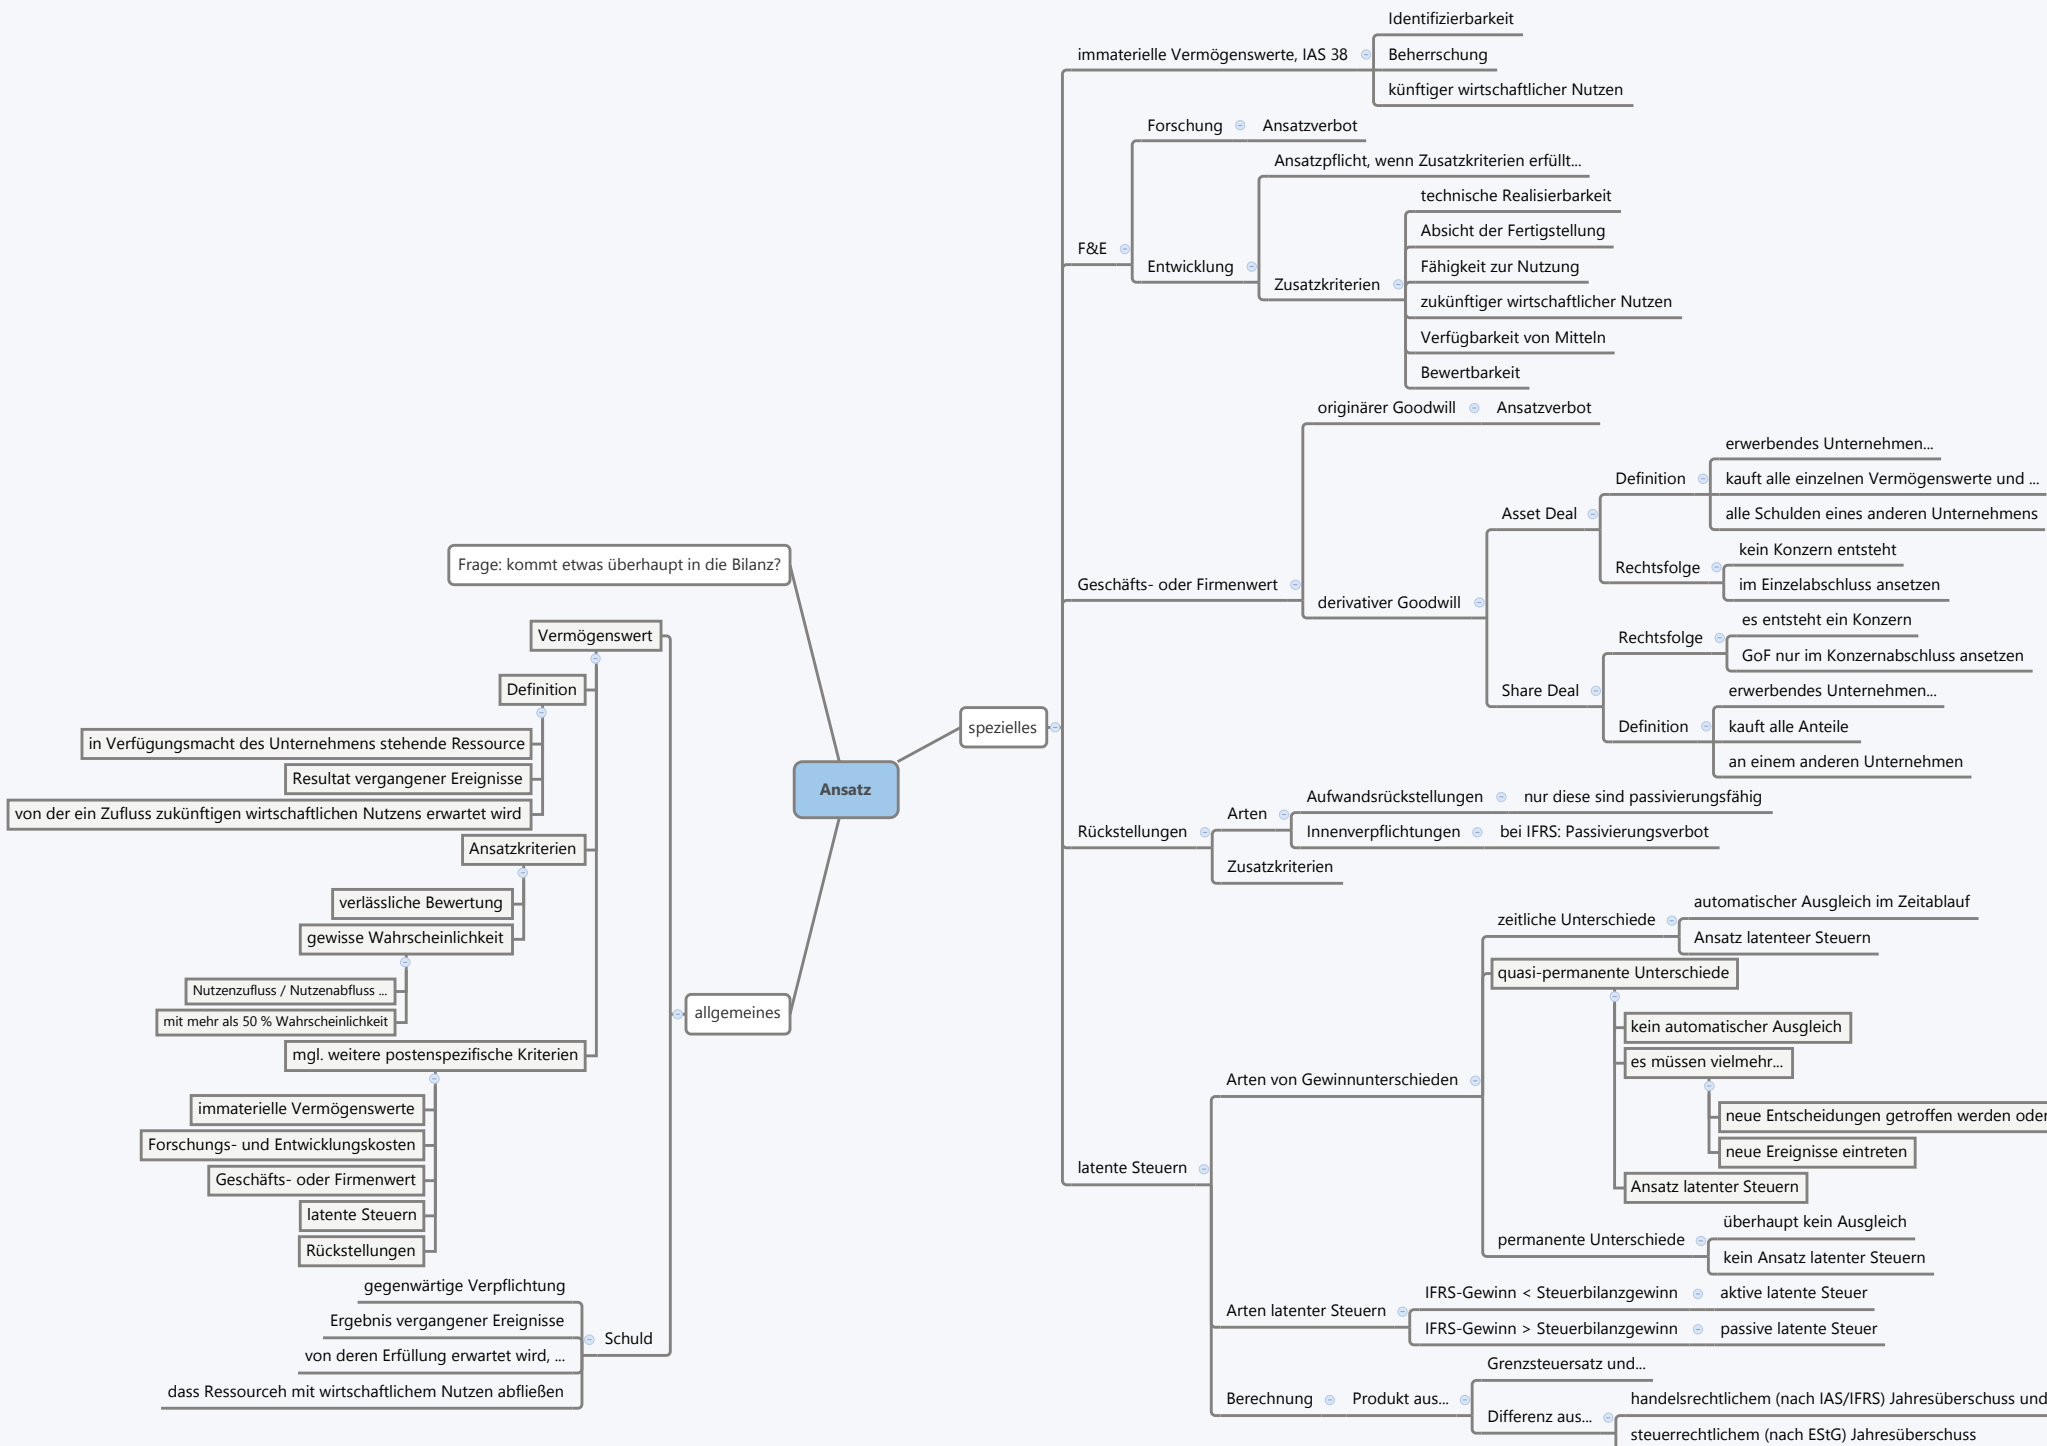 Ansatz
Frage: kommt etwas überhaupt in die Bilanz?
allgemeines
Vermögenswert
Definition
in Verfügungsmacht des Unternehmens stehende Ressource
Resultat vergangener Ereignisse
von der ein Zufluss zukünftigen wirtschaftlichen Nutzens erwartet wird
Ansatzkriterien
verlässliche Bewertung
gewisse Wahrscheinlichkeit
Nutzenzufluss / Nutzenabfluss ...
mit mehr als 50 % Wahrscheinlichkeit
mgl. weitere postenspezifische Kriterien
immaterielle Vermögenswerte
Forschungs- und Entwicklungskosten
Geschäfts- oder Firmenwert
latente Steuern
Rückstellungen
Schuld
gegenwärtige Verpflichtung
Ergebnis vergangener Ereignisse
von deren Erfüllung erwartet wird, ...
dass Ressourceh mit wirtschaftlichem Nutzen abfließen
spezielles
immaterielle Vermögenswerte, IAS 38
Identifizierbarkeit
Beherrschung
künftiger wirtschaftlicher Nutzen
F&E
Forschung
Ansatzverbot
Entwicklung
Ansatzpflicht, wenn Zusatzkriterien erfüllt...
Zusatzkriterien
technische Realisierbarkeit
Absicht der Fertigstellung
Fähigkeit zur Nutzung
zukünftiger wirtschaftlicher Nutzen
Verfügbarkeit von Mitteln
Bewertbarkeit
Geschäfts- oder Firmenwert
originärer Goodwill
Ansatzverbot
derivativer Goodwill
Asset Deal
Definition
erwerbendes Unternehmen...
kauft alle einzelnen Vermögenswerte und ...
alle Schulden eines anderen Unternehmens
Rechtsfolge
kein Konzern entsteht
im Einzelabschluss ansetzen
Share Deal
Rechtsfolge
es entsteht ein Konzern
GoF nur im Konzernabschluss ansetzen
Definition
erwerbendes Unternehmen...
kauft alle Anteile
an einem anderen Unternehmen
Rückstellungen
Arten
Aufwandsrückstellungen
nur diese sind passivierungsfähig
Innenverpflichtungen
bei IFRS: Passivierungsverbot
Zusatzkriterien
latente Steuern
Arten von Gewinnunterschieden
zeitliche Unterschiede
automatischer Ausgleich im Zeitablauf
Ansatz latenteer Steuern
quasi-permanente Unterschiede
kein automatischer Ausgleich
es müssen vielmehr...
neue Entscheidungen getroffen werden oder
neue Ereignisse eintreten
Ansatz latenter Steuern
permanente Unterschiede
überhaupt kein Ausgleich
kein Ansatz latenter Steuern
Arten latenter Steuern
IFRS-Gewinn < Steuerbilanzgewinn
aktive latente Steuer
IFRS-Gewinn > Steuerbilanzgewinn
passive latente Steuer
Berechnung
Produkt aus...
Grenzsteuersatz und...
Differenz aus...
handelsrechtlichem (nach IAS/IFRS) Jahresüberschuss und
steuerrechtlichem (nach EStG) Jahresüberschuss